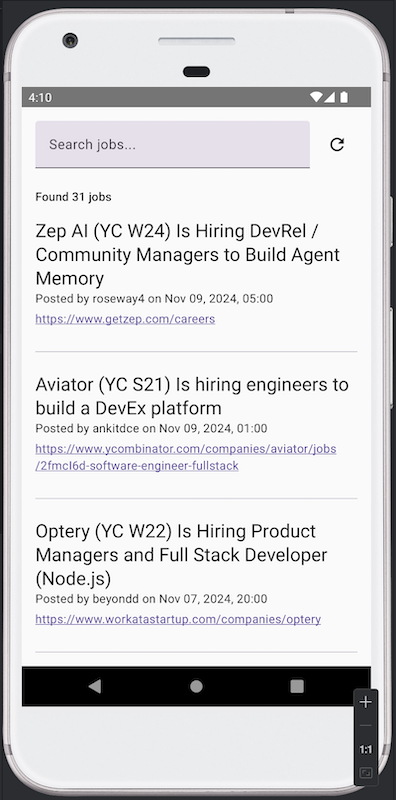 4:10
Search jobs...
Found 31 jobs
Zep AI (YC W24) Is Hiring DevRel /
Community Managers to Build Agent
Memory
Posted by roseway4 on Nov 09, 2024, 05:00
https://www.getzep.com/careers
Aviator (YC S21) Is hiring engineers to
build a DevEx platform
Posted by ankitdce on Nov 09, 2024, 01:00
https://www.ycombinator.com/companies/aviator/jobs
/2fmcl6d-software-engineer-fullstack
Optery (YC W22) Is Hiring Product
Managers and Full Stack Developer
(Node.js)
Posted by beyondd on Nov 07, 2024, 20:00
https://www.workatastartup.com/companies/optery
1:1